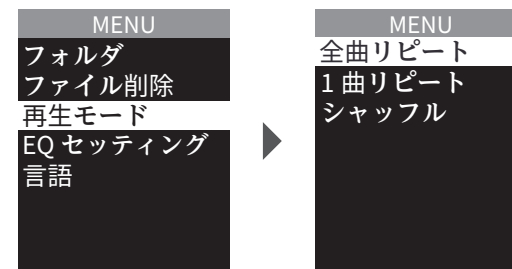 MENU
フォルダ
ファイル削除
再生モード
EQ セッティング
言語
MENU
全曲リピート
1 曲リピート
シャッフル